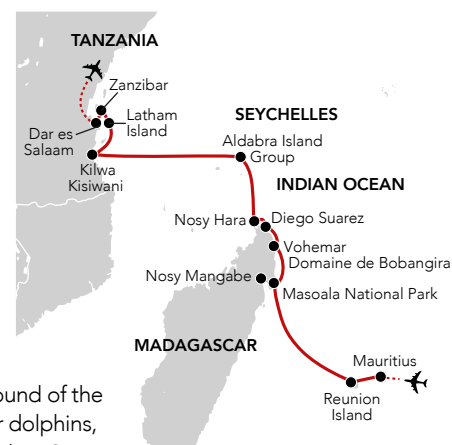 TANZANIA
Zanzibar
Latham
Island
Dar es
Salaam
Kilwa
Kisiwani
SEYCHELLES
Aldabra Island
Group
INDIAN OCEAN
Nosy Hara
Diego Suarez
Vohemar
Domaine de Bobangira
Nosy Mangabe
Masoala National Park
MADAGASCAR
Mauritius
Reunion
Island
ound of the
r dolphins,